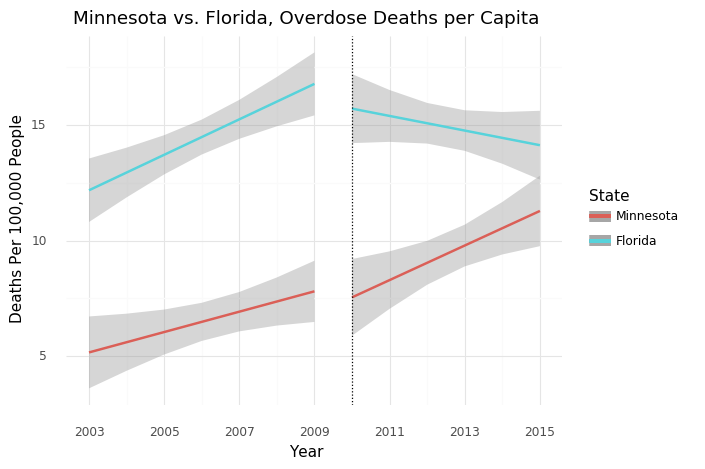 Minnesota vs. Florida, Overdose Deaths per Capita
Deaths Per 100,000 People
15
10
5
2003 2005 2007 2009 2011 2013 2015
Year
State
Minnesota
Florida